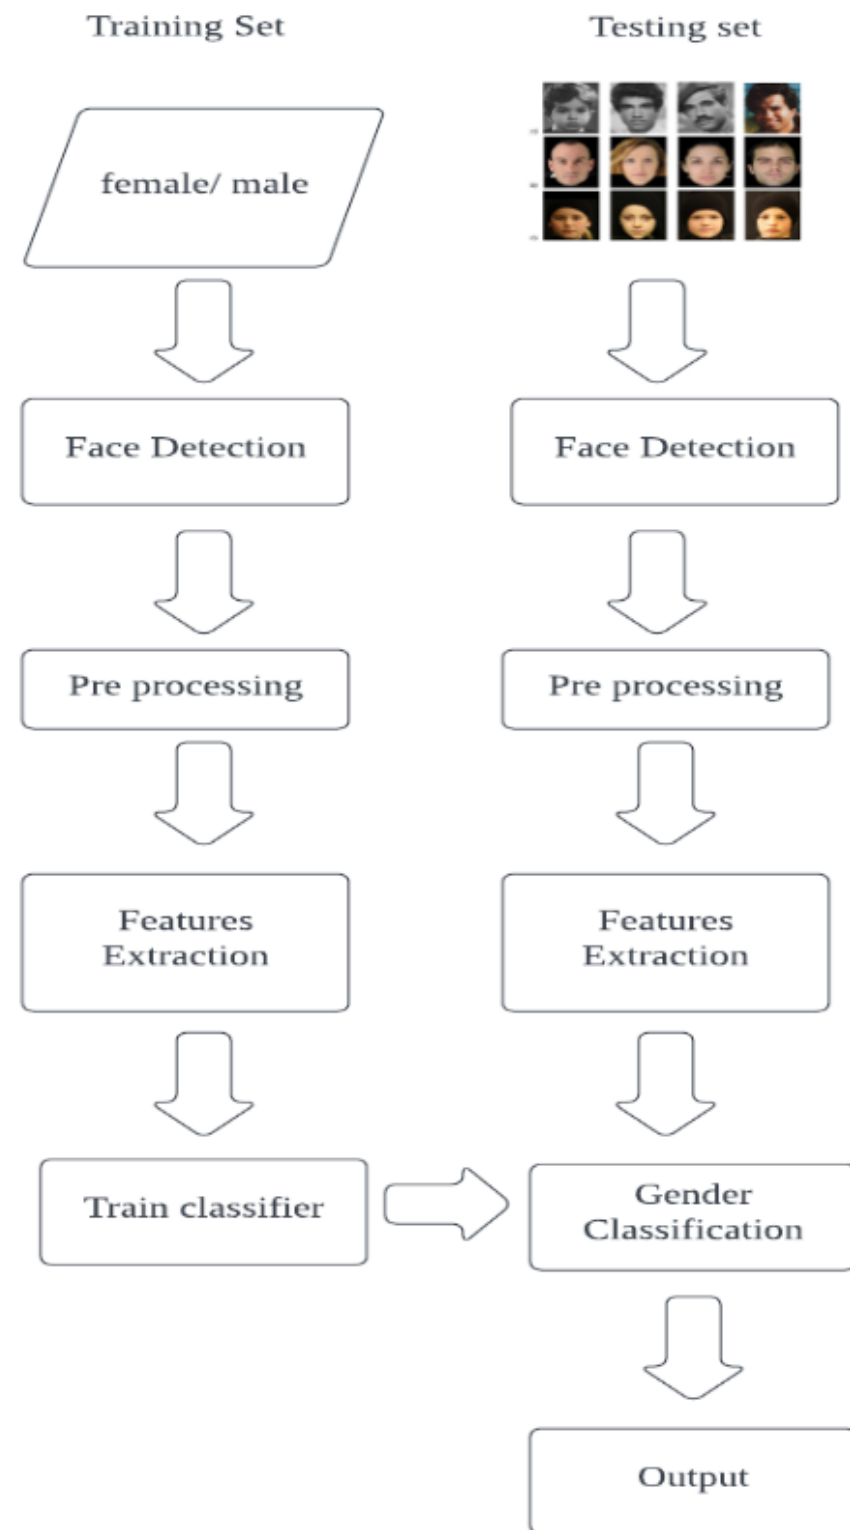 Training Set
Testing set
female/ male
Face Detection
Face Detection
Pre processing
Pre processing
Features
Extraction
Features
Extraction
Train classifier
Gender
Classification
Output